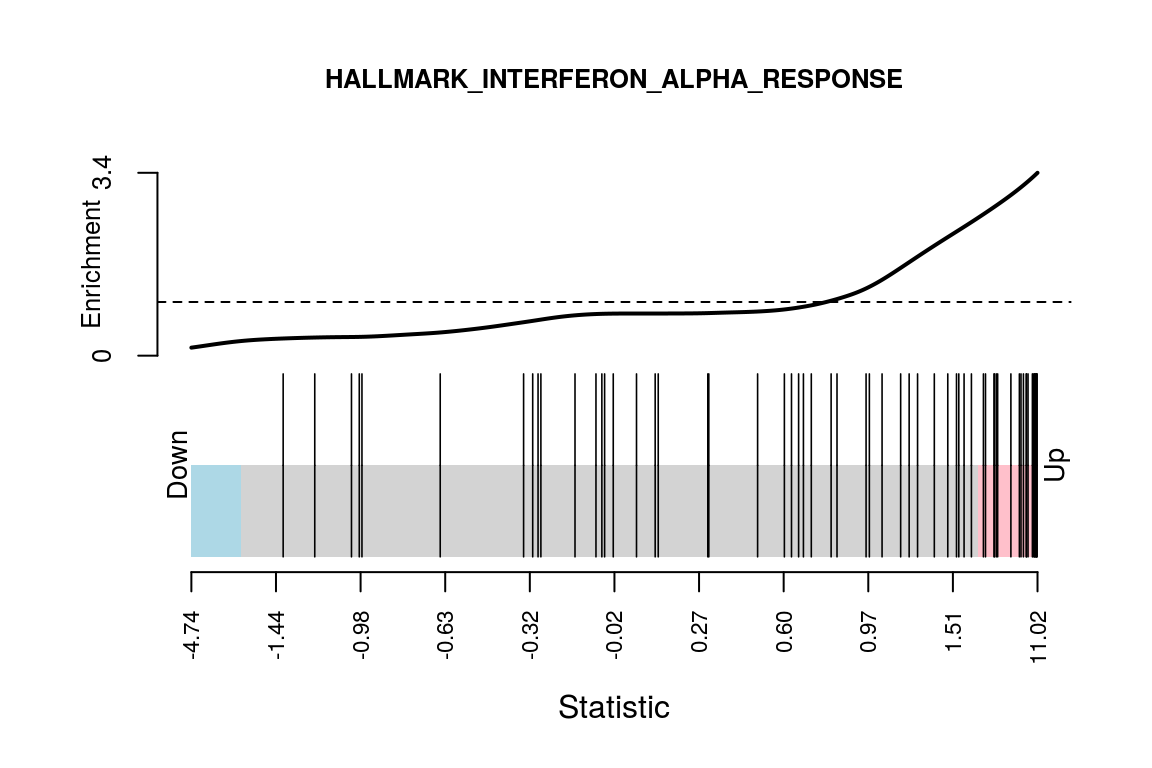 HALLMARK_INTERFERON_ALPHA_RESPONSE
Enrichment
3.4
0
Down
Up
-4.74
-1.44
-0.98
-0.63
-0.32
-0.02
0.27
0.60
0.97
1.51
11.02
Statistic